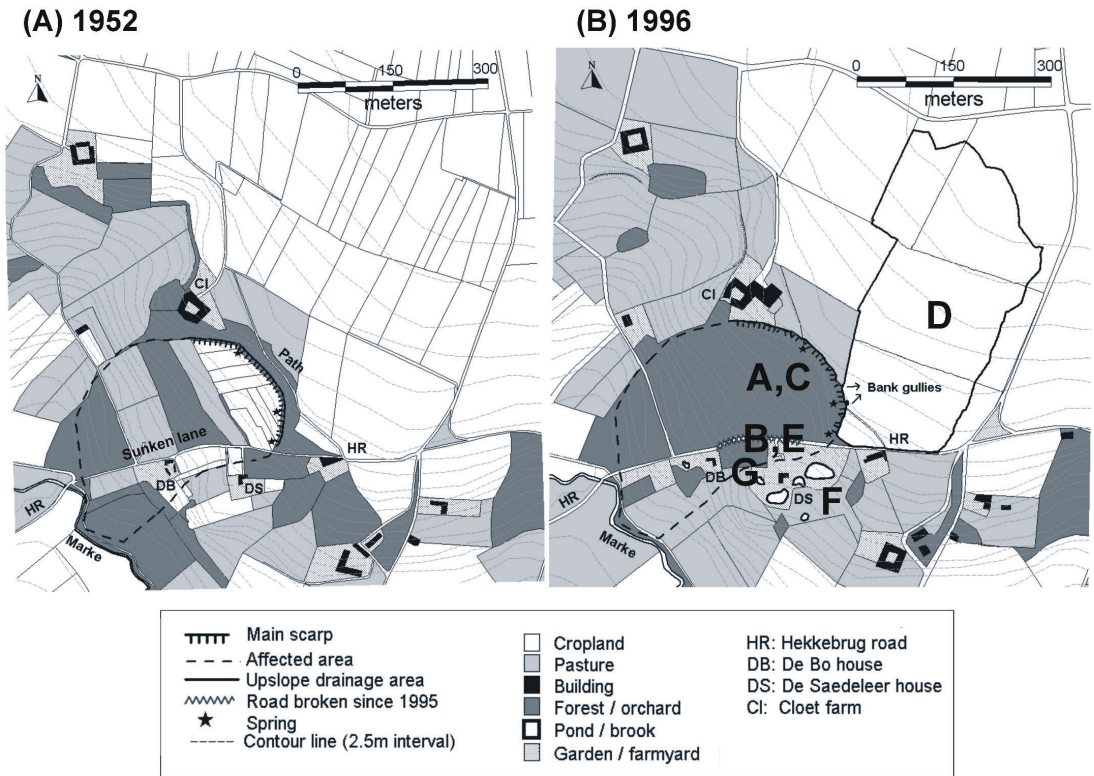 (A) 1952
(B) 1996
N
0 150 300
meters
Cl
Path
Sunken lane
HR
DB
DS
HR
Marke
N
0 150 300
meters
Cl
D
A,C
Bank gullies
B,E
HR
DB
G
DS
F
HR
Marke
Main scarp
Affected area
Upslope drainage area
Road broken since 1995
Spring
Contour line (2.5m interval)
Cropland
Pasture
Building
Forest / orchard
Pond / brook
Garden / farmyard
HR: Hekkebrug road
DB: De Bo house
DS: De Saedeleer house
Cl: Cloet farm